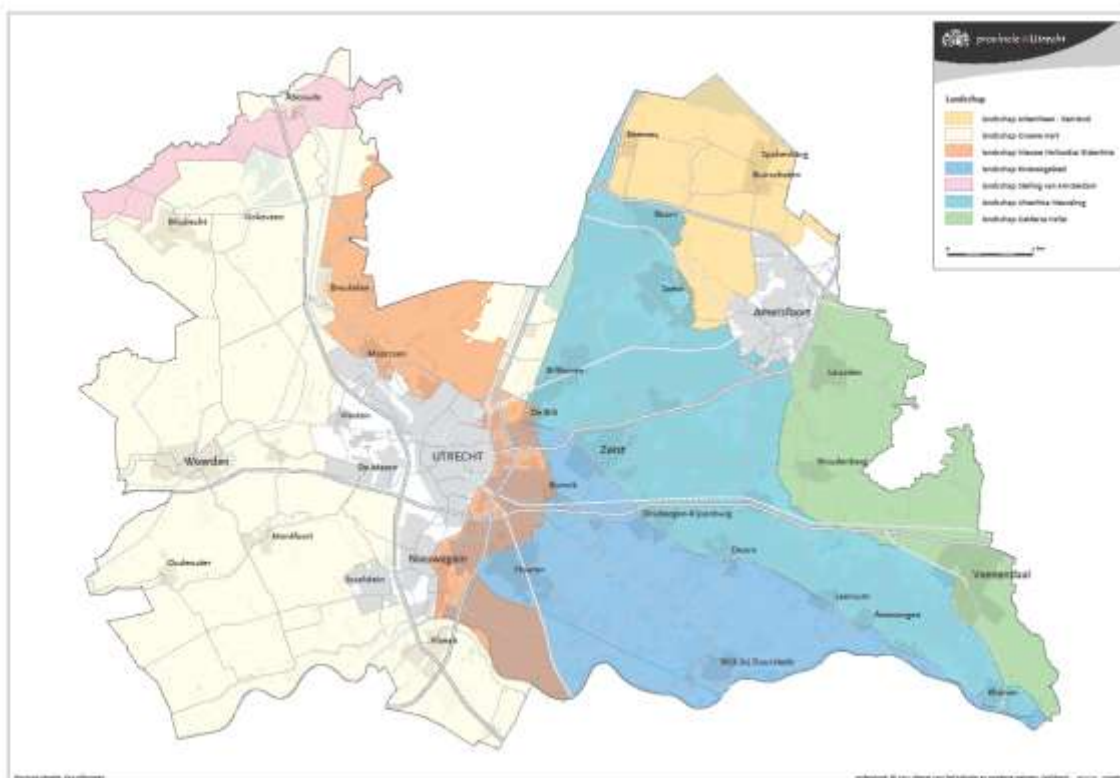 provincie Utrecht
Landschap
landschap Arkemheen - Eemland
landschap Groene Hart
landschap Nieuwe Hollandse Waterlinie
landschap Rivierengebied
landschap Stelling van Amsterdam
landschap Utrechtse Heuvelrug
landschap Gelderse Vallei
Abcoude
Eemnes
Spakenburg
Bunschoten
Mijdrecht
Vinkeveen
Baarn
Breukelen
Soest
Amersfoort
Maarssen
Bilthoven
Leusden
De Bilt
Vleuten
UTRECHT
Zeist
Woerden
De Meern
Woudenberg
Bunnik
Driebergen-Rijsenburg
Montfoort
Doorn
Oudewater
Nieuwegein
Houten
Veenendaal
IJsselstein
Leersum
Amerongen
Vianen
Wijk bij Duurstede
Rhenen